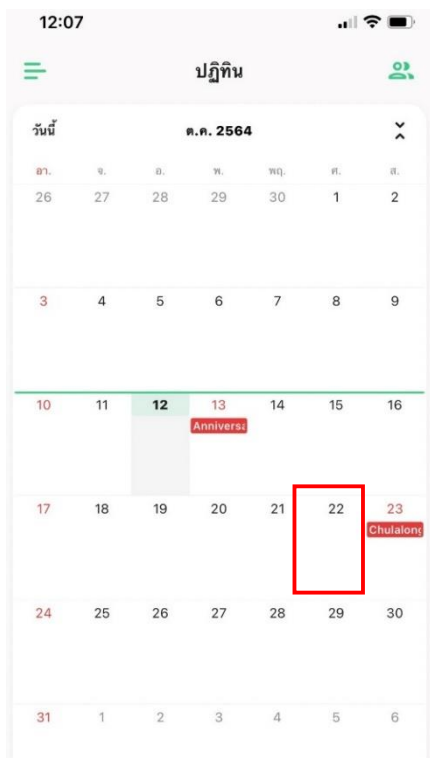 12:07
ปฏิทิน
วันนี้ ต.ค. 2564
อา. จ. อ. พ. พฤ. ศ. ส.
26 27 28 29 30 1 2
3 4 5 6 7 8 9
10 11 12 13 14 15 16
Anniversa
17 18 19 20 21 22 23
Chulalong
24 25 26 27 28 29 30
31 1 2 3 4 5 6